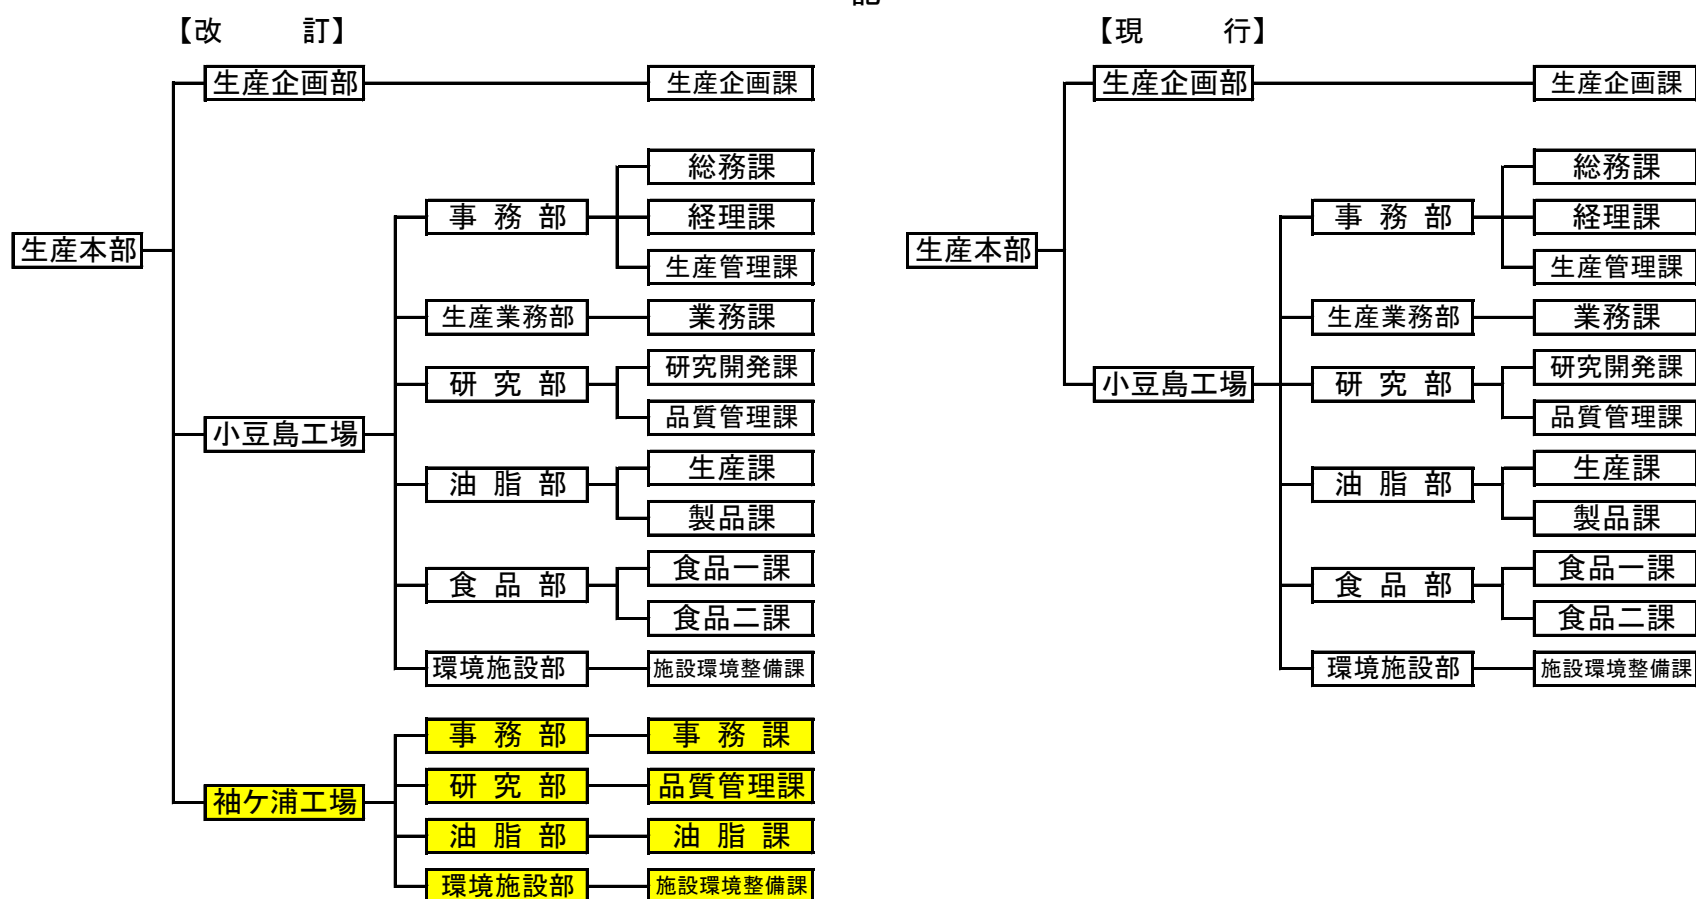 記
【改　　訂】
生産企画部 生産企画課
総務課
事 務 部 経理課
生産本部
生産管理課
生産業務部 業務課
研究開発課
研 究 部
品質管理課
小豆島工場
生産課
油 脂 部
製品課
食品一課
食 品 部
食品二課
環境施設部 施設環境整備課
事 務 部 事 務 課
研 究 部 品質管理課
袖ケ浦工場
油 脂 部 油 脂 課
環境施設部 施設環境整備課
【現　　行】
生産企画部 生産企画課
総務課
事 務 部 経理課
生産本部
生産管理課
生産業務部 業務課
研究開発課
小豆島工場 研 究 部
品質管理課
生産課
油 脂 部
製品課
食品一課
食 品 部
食品二課
環境施設部 施設環境整備課